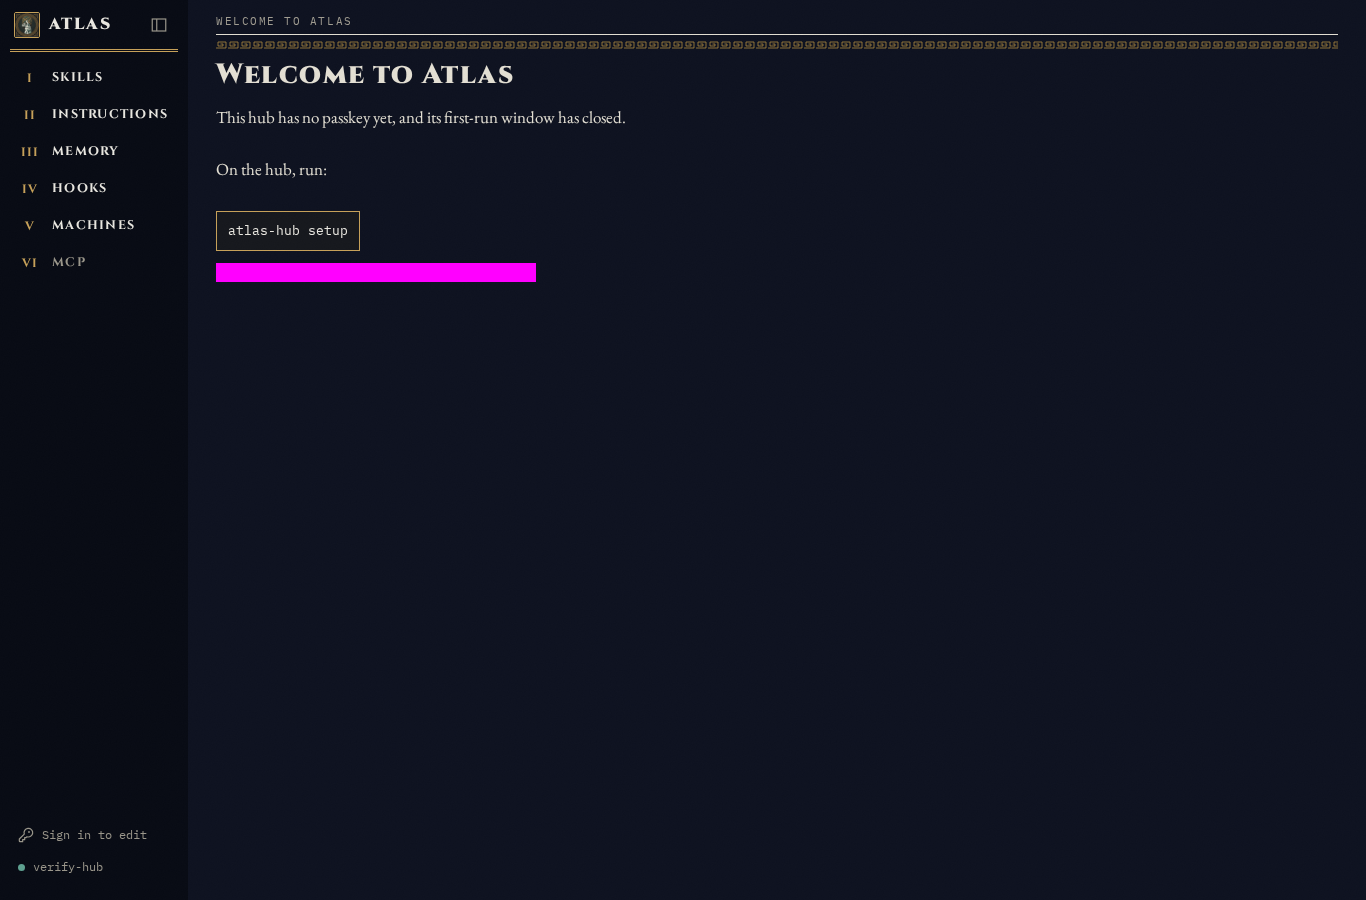 ATLAS
I SKILLS
II INSTRUCTIONS
III MEMORY
IV HOOKS
V MACHINES
VI MCP
Sign in to edit
verify-hub
WELCOME TO ATLAS
Welcome to Atlas
This hub has no passkey yet, and its first-run window has closed.
On the hub, run:
atlas-hub setup